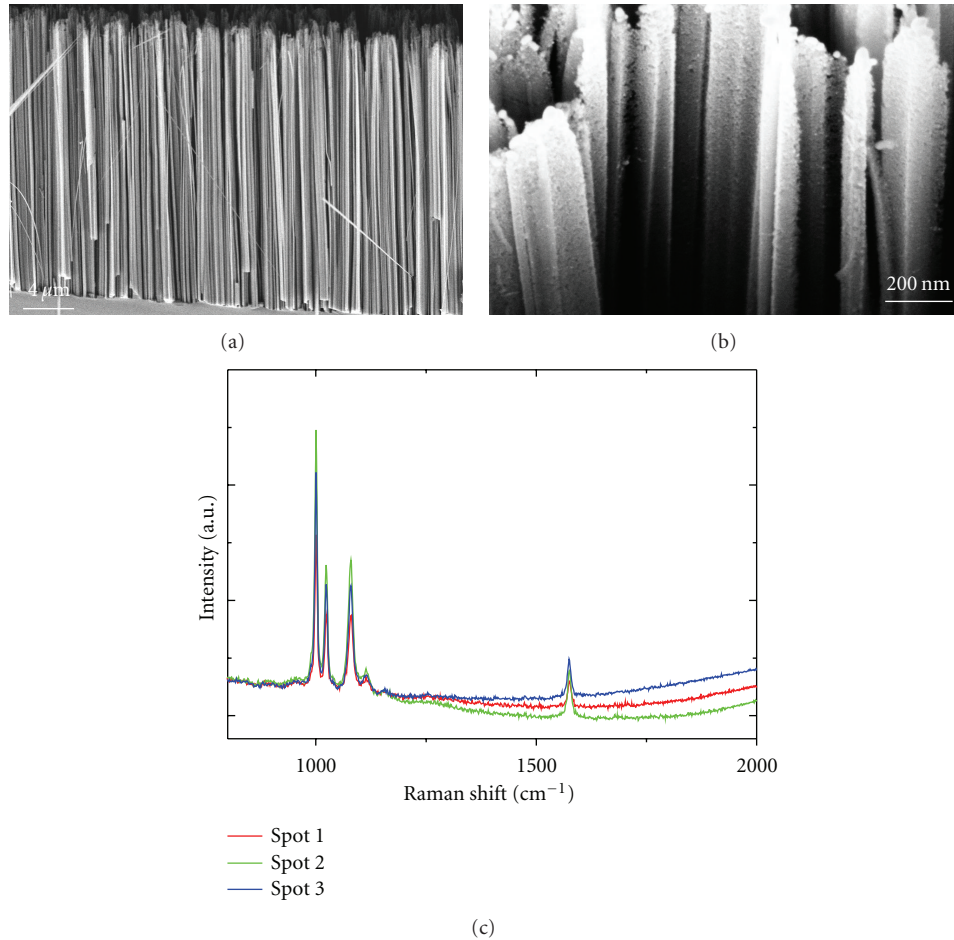 4 μm
200 nm
(a)
(b)
Intensity (a.u.)
1000
1500
2000
Raman shift (cm⁻¹)
Spot 1
Spot 2
Spot 3
(c)